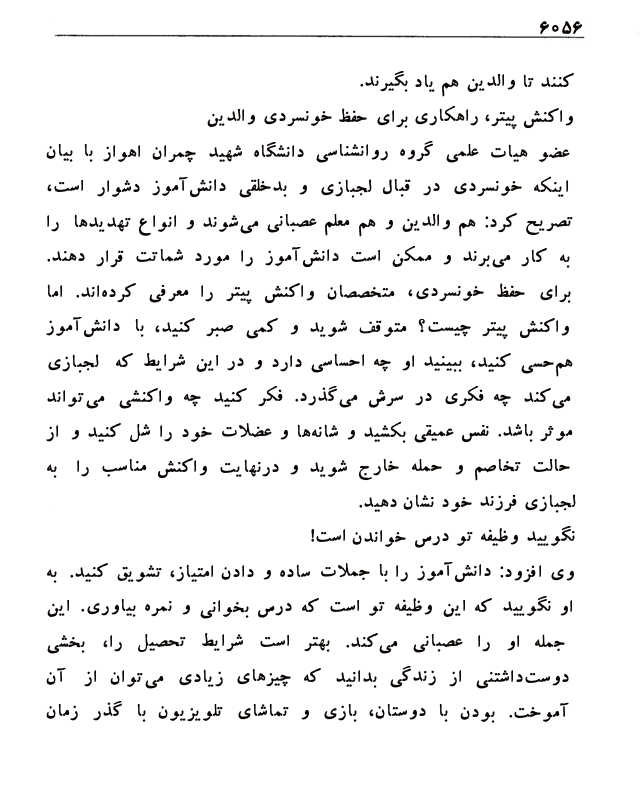 ۶۰۵۶
کنند تا والدین هم یاد بگیرند.
واکنش پیتر، راهکاری برای حفظ خونسردی والدین
عضو هیات علمی گروه روانشناسی دانشگاه شهید چمران اهواز با بیان
اینکه خونسردی در قبال لجبازی و بدخلقی دانش‌آموز دشوار است،
تصریح کرد: هم والدین و هم معلم عصبانی می‌شوند و انواع تهدیدها را
به کار می‌برند و ممکن است دانش‌آموز را مورد شماتت قرار دهند.
برای حفظ خونسردی، متخصصان واکنش پیتر را معرفی کرده‌اند. اما
واکنش پیتر چیست؟ متوقف شوید و کمی صبر کنید، با دانش‌آموز
هم‌حسی کنید، ببینید او چه احساسی دارد و در این شرایط که لجبازی
می‌کند چه فکری در سرش می‌گذرد. فکر کنید چه واکنشی می‌تواند
موثر باشد. نفس عمیقی بکشید و شانه‌ها و عضلات خود را شل کنید و از
حالت تخاصم و حمله خارج شوید و درنهایت واکنش مناسب را به
لجبازی فرزند خود نشان دهید.
نگویید وظیفه تو درس خواندن است!
وی افزود: دانش‌آموز را با جملات ساده و دادن امتیاز، تشویق کنید. به
او نگویید که این وظیفه تو است که درس بخوانی و نمره بیاوری. این
جمله او را عصبانی می‌کند. بهتر است شرایط تحصیل را، بخشی
دوست‌داشتنی از زندگی بدانید که چیزهای زیادی می‌توان از آن
آموخت. بودن با دوستان، بازی و تماشای تلویزیون با گذر زمان